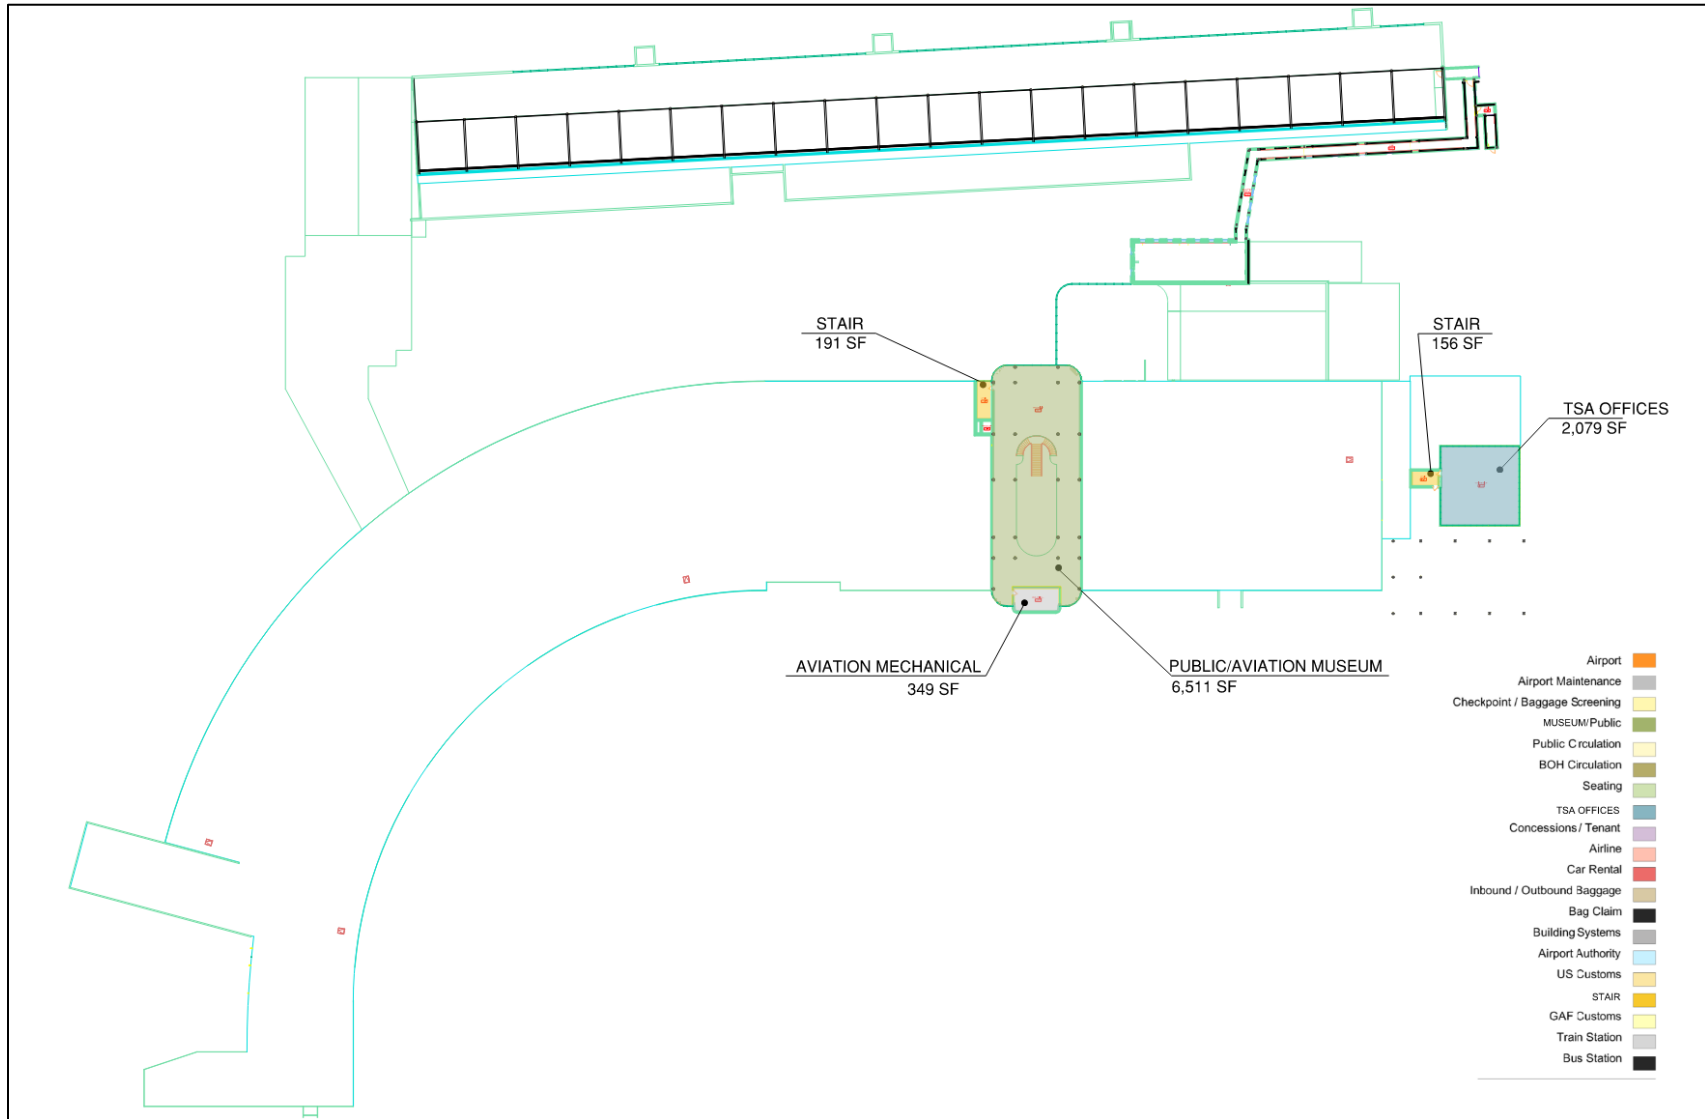 STAIR
191 SF
STAIR
156 SF
TSA OFFICES
2,079 SF
AVIATION MECHANICAL
349 SF
PUBLIC/AVIATION MUSEUM
6,511 SF
Airport
Airport Maintenance
Checkpoint / Baggage Screening
MUSEUM/Public
Public Circulation
BOH Circulation
Seating
TSA OFFICES
Concessions / Tenant
Airline
Car Rental
Inbound / Outbound Baggage
Bag Claim
Building Systems
Airport Authority
US Customs
STAIR
GAF Customs
Train Station
Bus Station